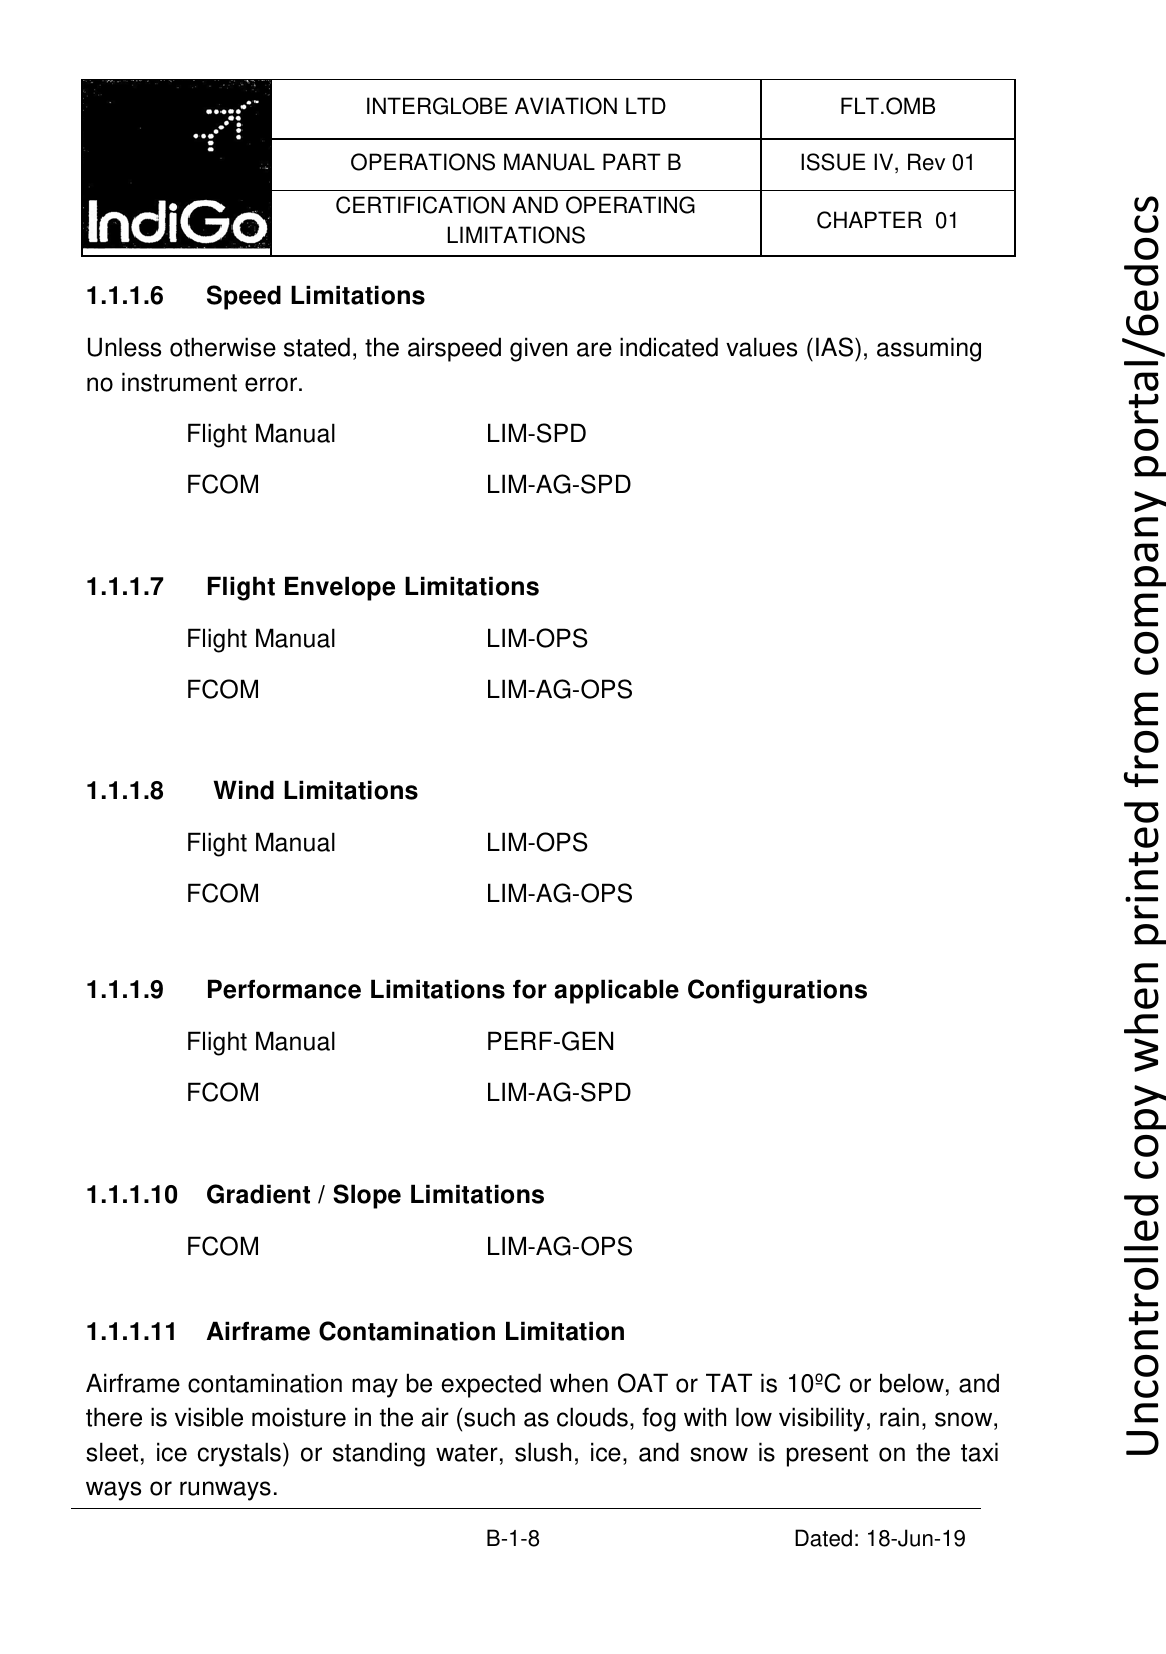 IndiGo
INTERGLOBE AVIATION LTD
FLT.OMB
OPERATIONS MANUAL PART B
ISSUE IV, Rev 01
CERTIFICATION AND OPERATING
LIMITATIONS
CHAPTER 01
1.1.1.6 Speed Limitations
Unless otherwise stated, the airspeed given are indicated values (IAS), assuming
no instrument error.
Flight Manual LIM-SPD
FCOM LIM-AG-SPD
1.1.1.7 Flight Envelope Limitations
Flight Manual LIM-OPS
FCOM LIM-AG-OPS
1.1.1.8 Wind Limitations
Flight Manual LIM-OPS
FCOM LIM-AG-OPS
1.1.1.9 Performance Limitations for applicable Configurations
Flight Manual PERF-GEN
FCOM LIM-AG-SPD
1.1.1.10 Gradient / Slope Limitations
FCOM LIM-AG-OPS
1.1.1.11 Airframe Contamination Limitation
Airframe contamination may be expected when OAT or TAT is 10ºC or below, and
there is visible moisture in the air (such as clouds, fog with low visibility, rain, snow,
sleet, ice crystals) or standing water, slush, ice, and snow is present on the taxi
ways or runways.
B-1-8 Dated: 18-Jun-19
Uncontrolled copy when printed from company portal/6edocs